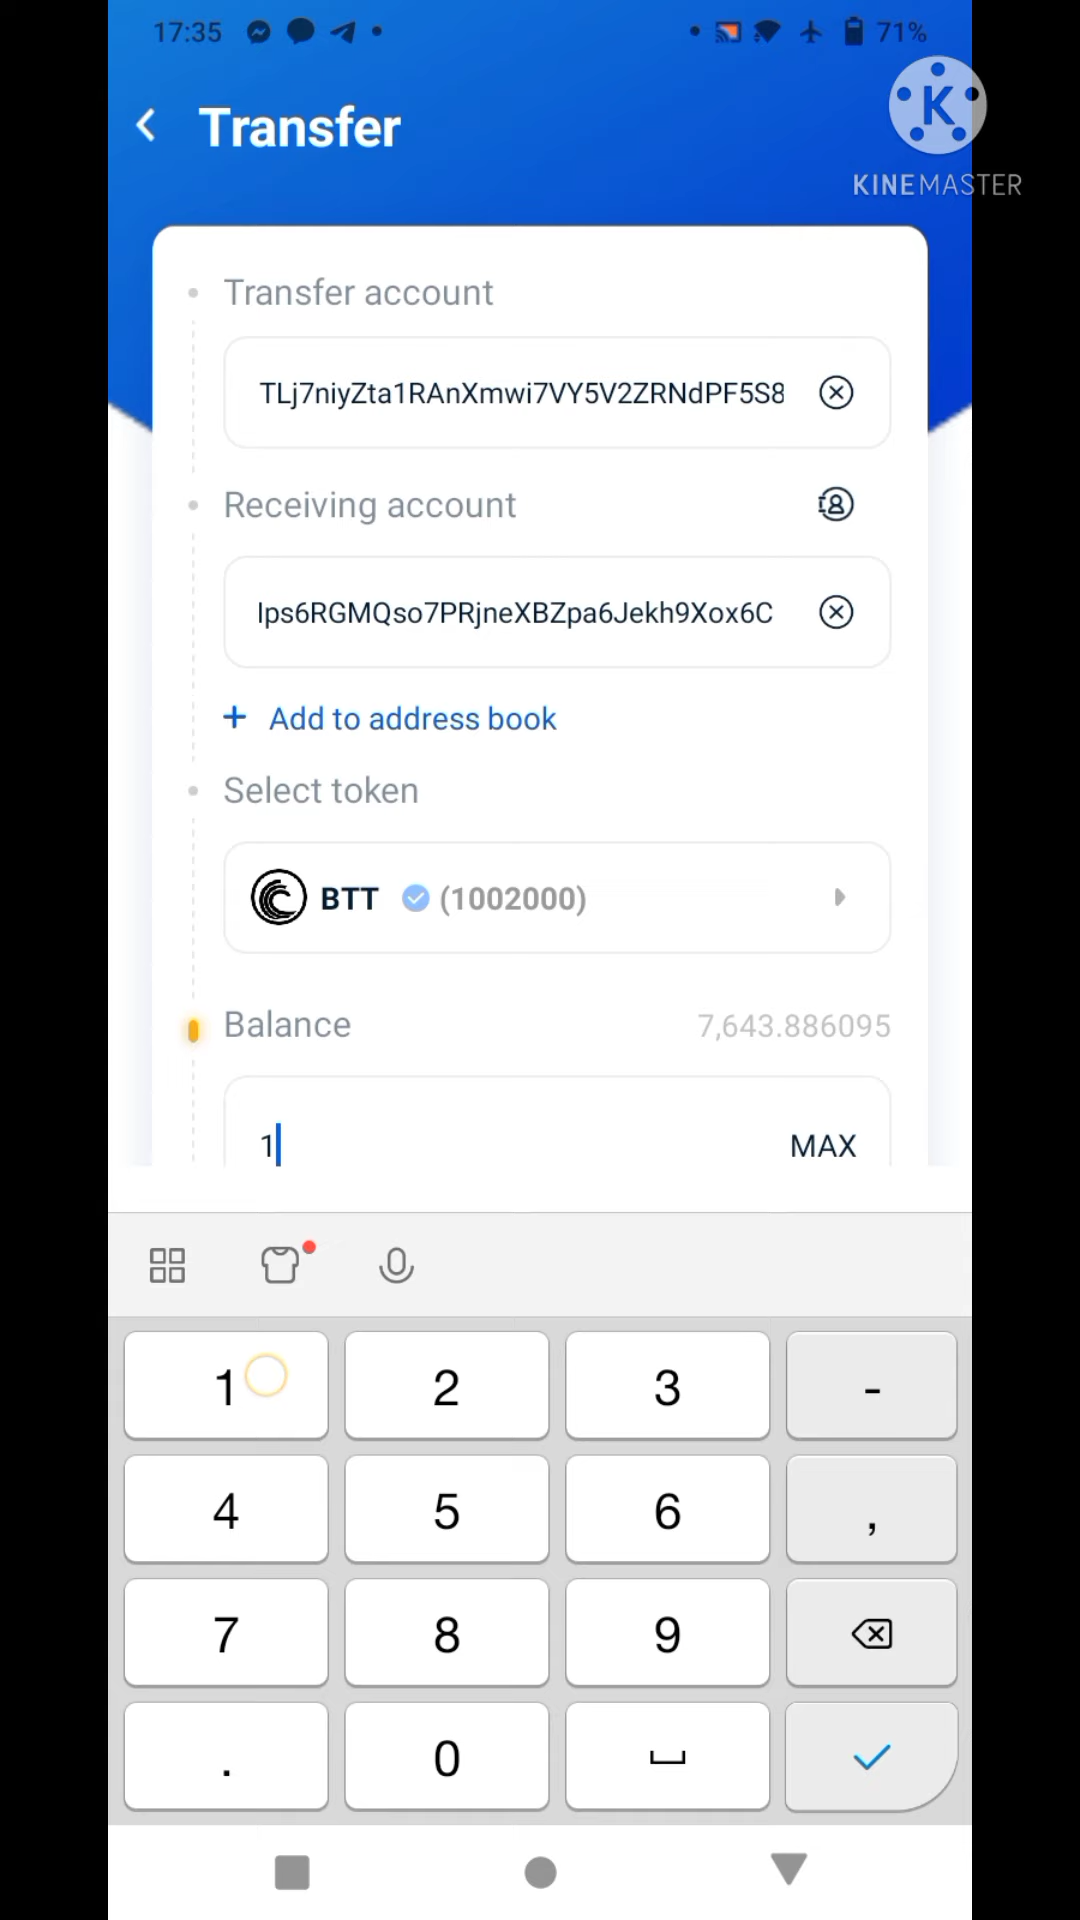 17:35
71%
Transfer
K
KINEMASTER
Transfer account
TLj7niyZta1RAnXmwi7VY5V2ZRNdPF5S8
Receiving account
Ips6RGMQso7PRjneXBZpa6Jekh9Xox6C
+ Add to address book
Select token
BTT (1002000)
Balance 7,643.886095
1 MAX
1 2 3 -
4 5 6 ,
7 8 9
. 0